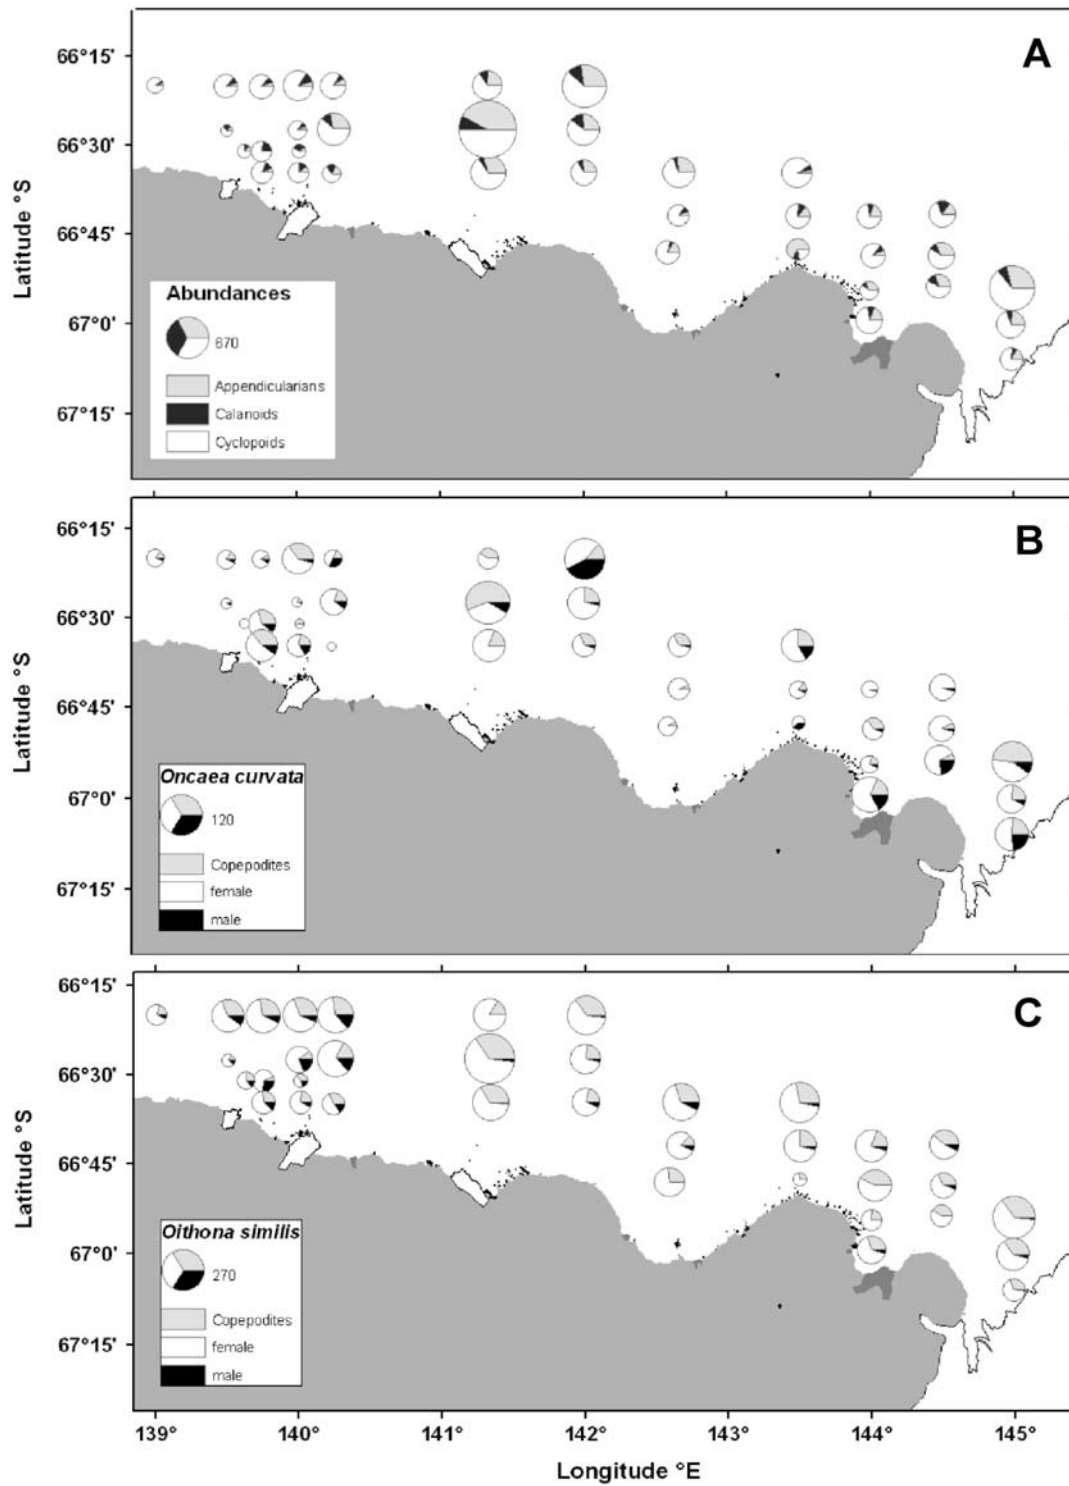 A
66°15'
66°30'
66°45'
67°0'
67°15'
Latitude °S
Abundances
670
Appendicularians
Calanoids
Cyclopoids
B
66°15'
66°30'
66°45'
67°0'
67°15'
Latitude °S
Oncaea curvata
120
Copepodites
female
male
C
66°15'
66°30'
66°45'
67°0'
67°15'
Latitude °S
Oithona similis
270
Copepodites
female
male
139° 140° 141° 142° 143° 144° 145°
Longitude °E